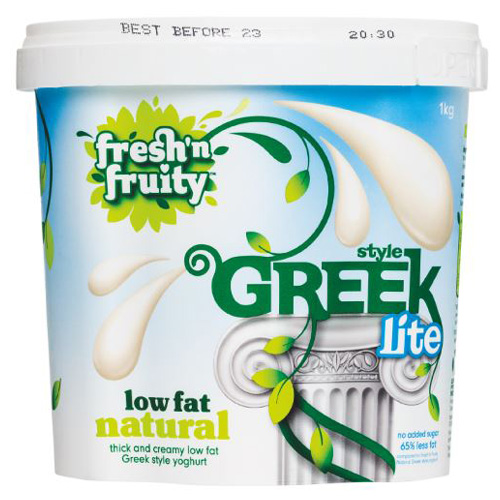 BEST BEFORE 23 20:30
1kg
fresh'n
fruity
style
GREEK
lite
low fat
natural
thick and creamy low fat
Greek style yoghurt
no added sugar
65% less fat